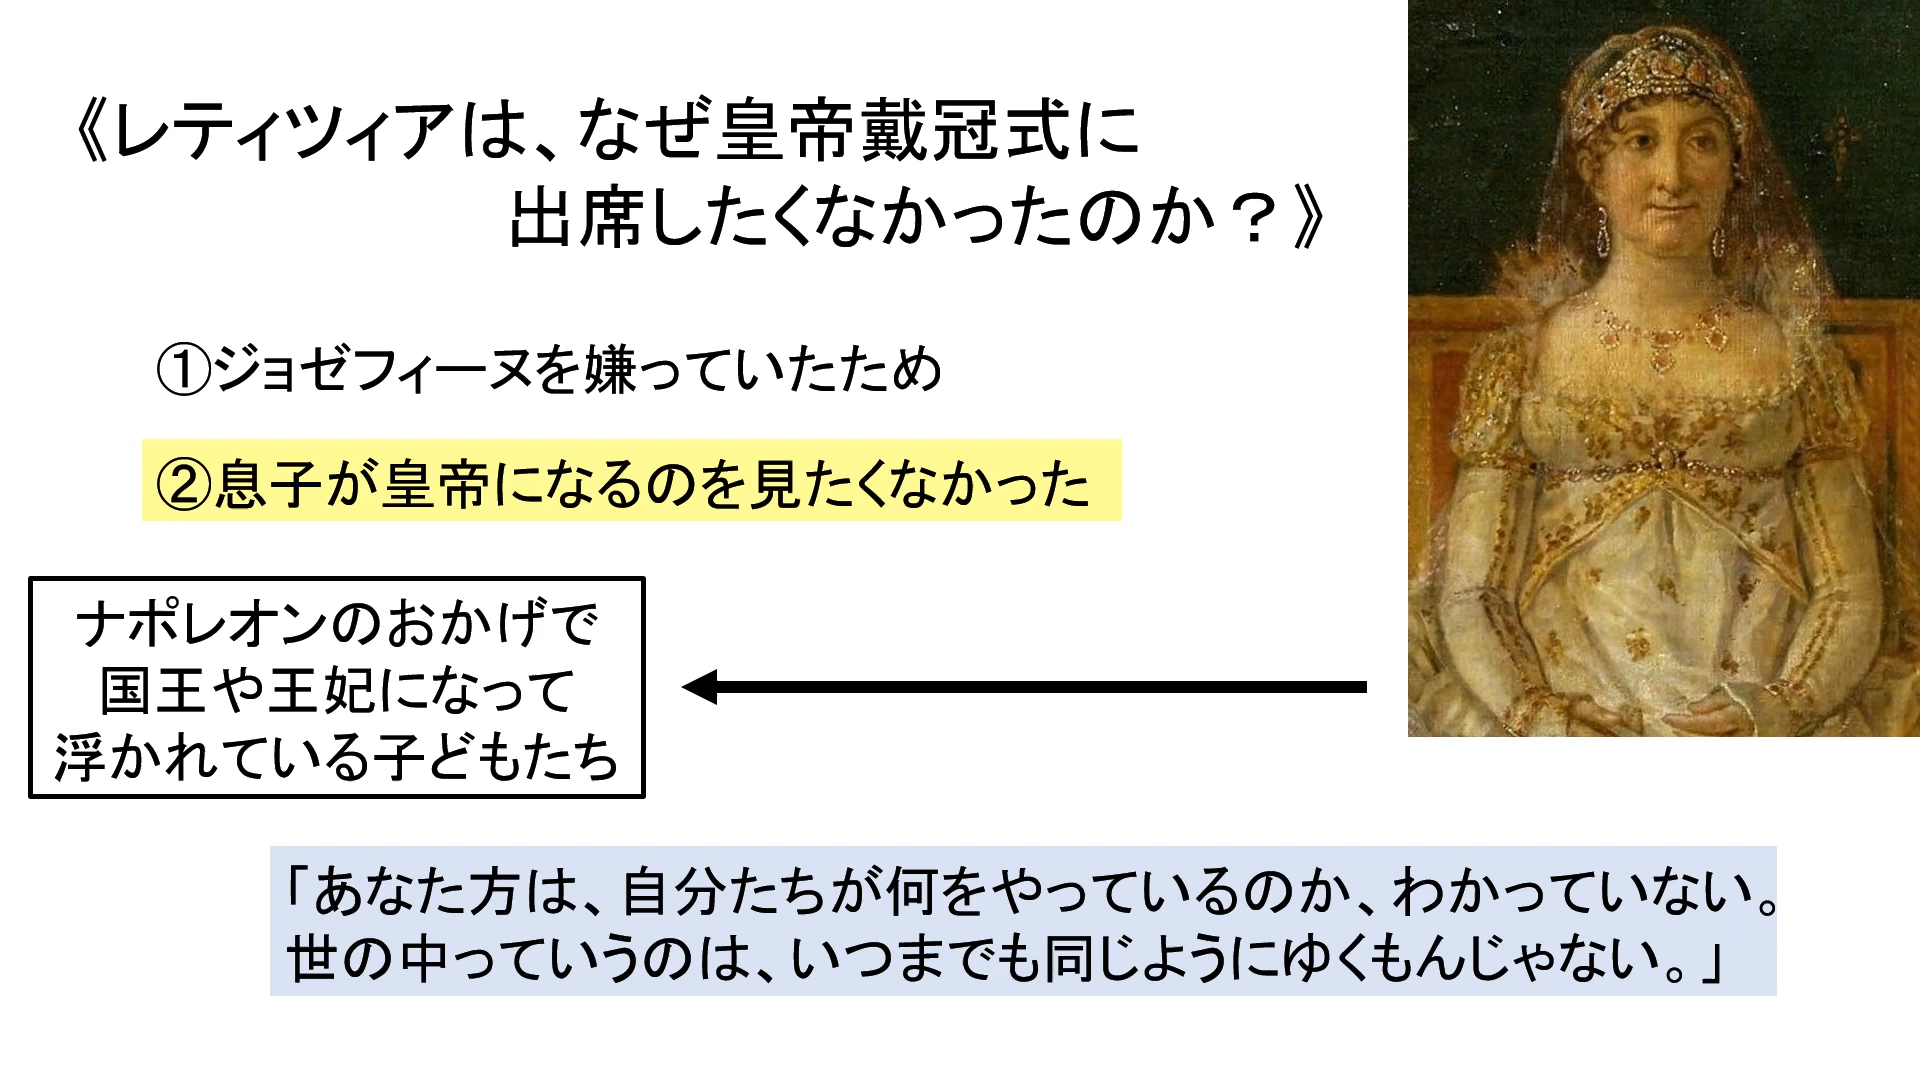 《レティツィアは、なぜ皇帝戴冠式に
出席したくなかったのか？》
①ジョゼフィーヌを嫌っていたため
②息子が皇帝になるのを見たくなかった
ナポレオンのおかげで
国王や王妃になって
浮かれている子どもたち
「あなた方は、自分たちが何をやっているのか、わかっていない。
世の中っていうのは、いつまでも同じようにゆくもんじゃない。」